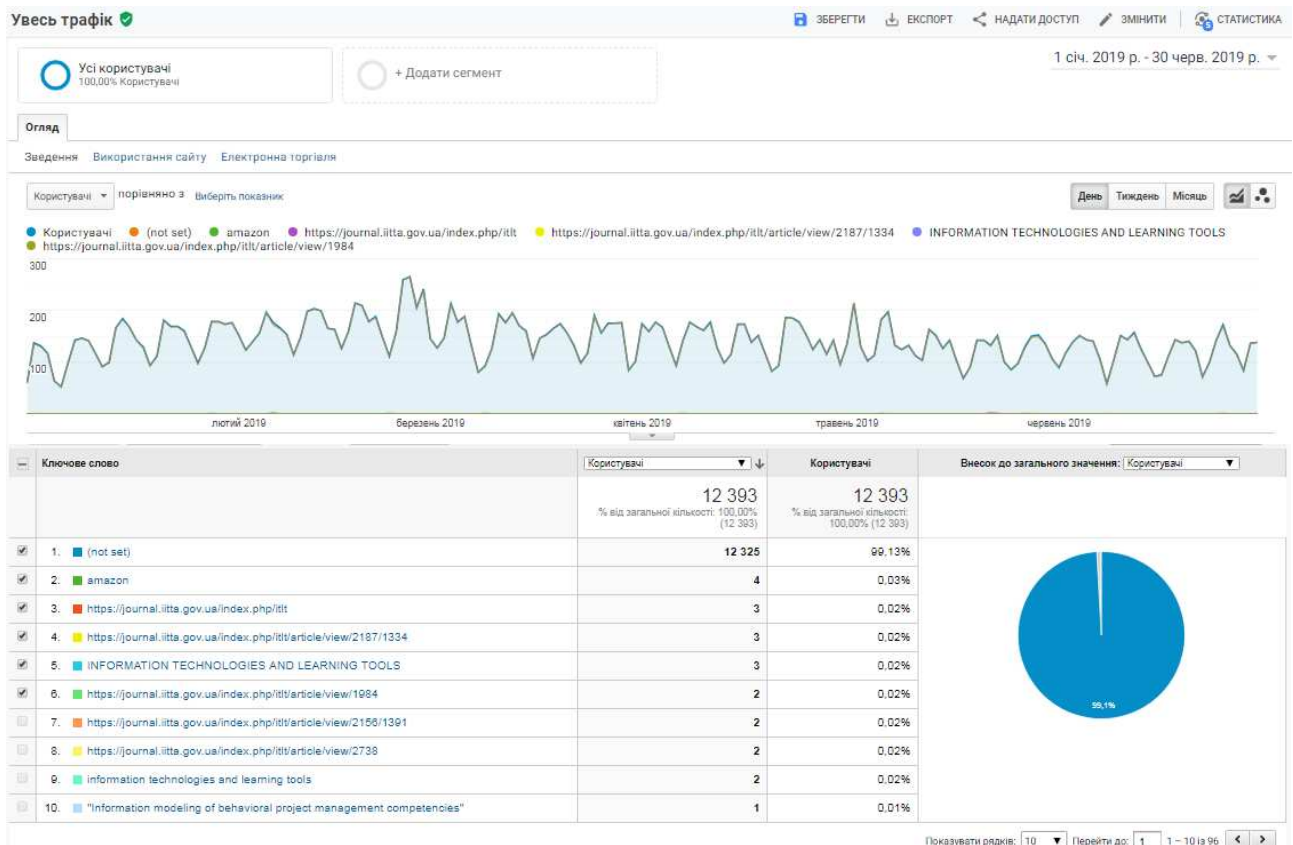 Увесь трафік
ЗБЕРЕГТИ ЕКСПОРТ НАДАТИ ДОСТУП ЗМІНИТИ 5 СТАТИСТИКА
Усі користувачі
100,00% Користувачі
+ Додати сегмент
1 січ. 2019 р. - 30 черв. 2019 р.
Огляд
Зведення Використання сайту Електронна торгівля
Користувачі порівняно з Виберіть показник
День Тиждень Місяць
Користувачі (not set) amazon https://journal.iitta.gov.ua/index.php/itlt https://journal.iitta.gov.ua/index.php/itlt/article/view/2187/1334 INFORMATION TECHNOLOGIES AND LEARNING TOOLS
https://journal.iitta.gov.ua/index.php/itlt/article/view/1984
300
200
100
лютий 2019 березень 2019 квітень 2019 травень 2019 червень 2019
Ключове слово Користувачі Користувачі Внесок до загального значення: Користувачі
12 393 12 393
% від загальної кількості: 100,00% % від загальної кількості:
(12 393) 100,00% (12 393)
1. (not set) 12 325 99,13%
2. amazon 4 0,03%
3. https://journal.iitta.gov.ua/index.php/itlt 3 0,02%
4. https://journal.iitta.gov.ua/index.php/itlt/article/view/2187/1334 3 0,02%
5. INFORMATION TECHNOLOGIES AND LEARNING TOOLS 3 0,02%
6. https://journal.iitta.gov.ua/index.php/itlt/article/view/1984 2 0,02%
7. https://journal.iitta.gov.ua/index.php/itlt/article/view/2156/1391 2 0,02%
8. https://journal.iitta.gov.ua/index.php/itlt/article/view/2738 2 0,02%
9. information technologies and learning tools 2 0,02%
10. "Information modeling of behavioral project management competencies" 1 0,01%
99,1%
Показувати рядків: 10 Перейти до: 1 1 – 10 із 96